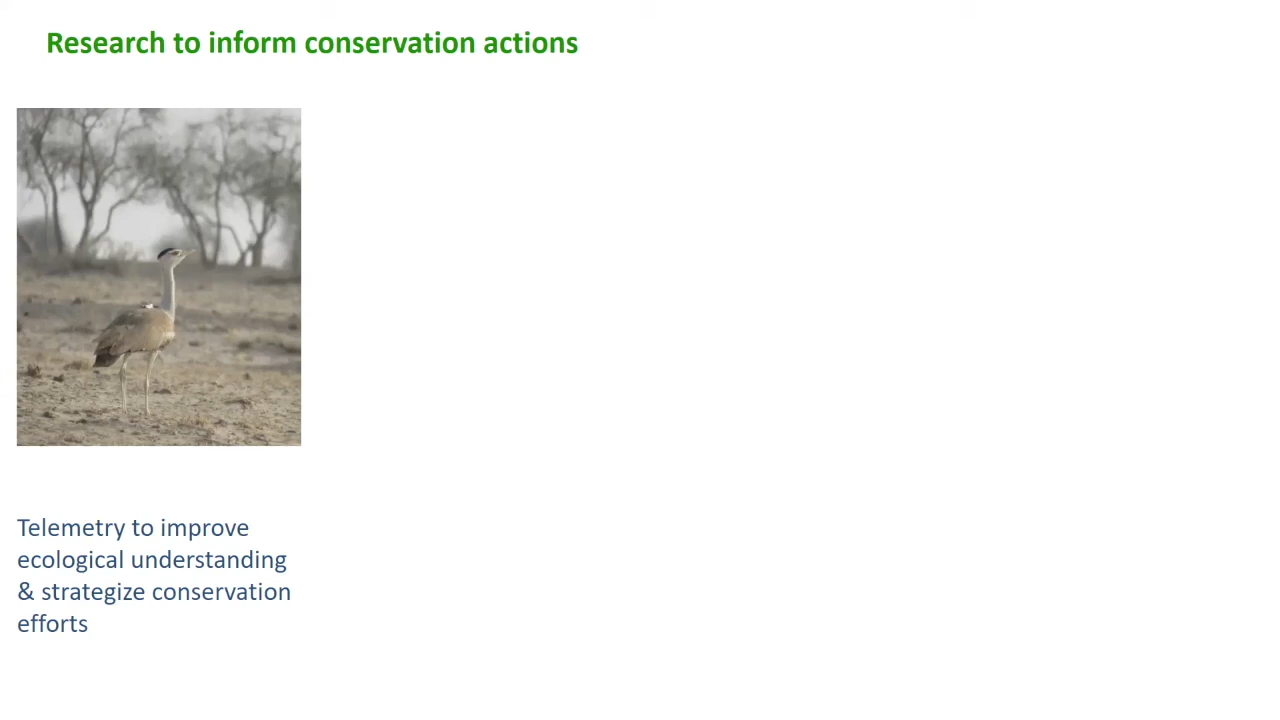 Research to inform conservation actions
Telemetry to improve
ecological understanding
& strategize conservation
efforts